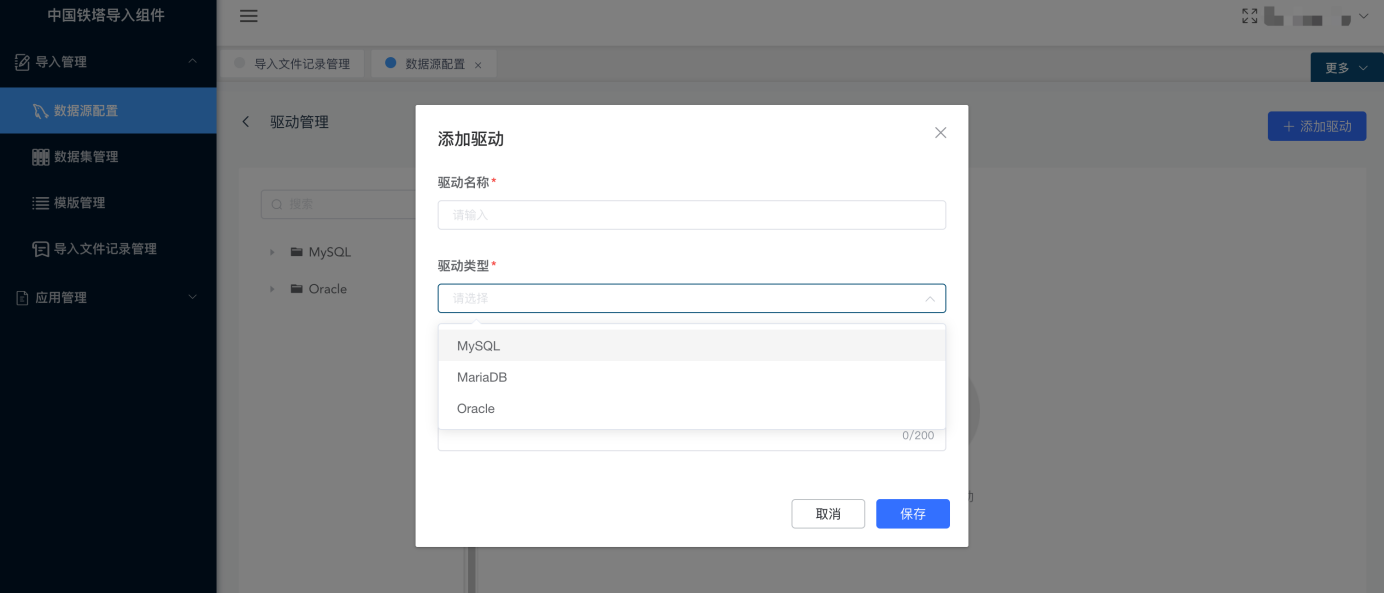 中国铁塔导入组件
导入管理
数据源配置
数据集管理
模版管理
导入文件记录管理
应用管理
导入文件记录管理
数据源配置 ×
更多
驱动管理
+ 添加驱动
搜索
MySQL
Oracle
添加驱动
驱动名称*
请输入
驱动类型*
请选择
MySQL
MariaDB
Oracle
0/200
取消
保存